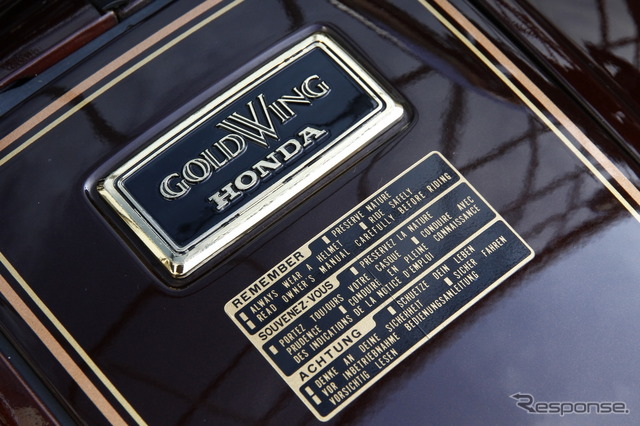 GOLDWING
HONDA
REMEMBER
PRESERVE NATURE
ALWAYS WEAR A HELMET RIDE SAFELY
READ OWNER'S MANUAL CAREFULLY BEFORE RIDING
SOUVENEZ-VOUS PRÉSERVEZ LA NATURE
PORTEZ TOUJOURS VOTRE CASQUE CONDUIRE AVEC
PRUDENCE CONDUIRE EN PLEINE CONNAISSANCE
DES INDICATIONS DE LA NOTICE D'EMPLOI
ACHTUNG SCHUETZE DEIN LEBEN
DENKE AN DEINE SICHERHEIT SICHER FAHREN
VOR INBETRIEBNAHME BEDIENUNGSANLEITUNG
VORSICHTIG LESEN
Response.